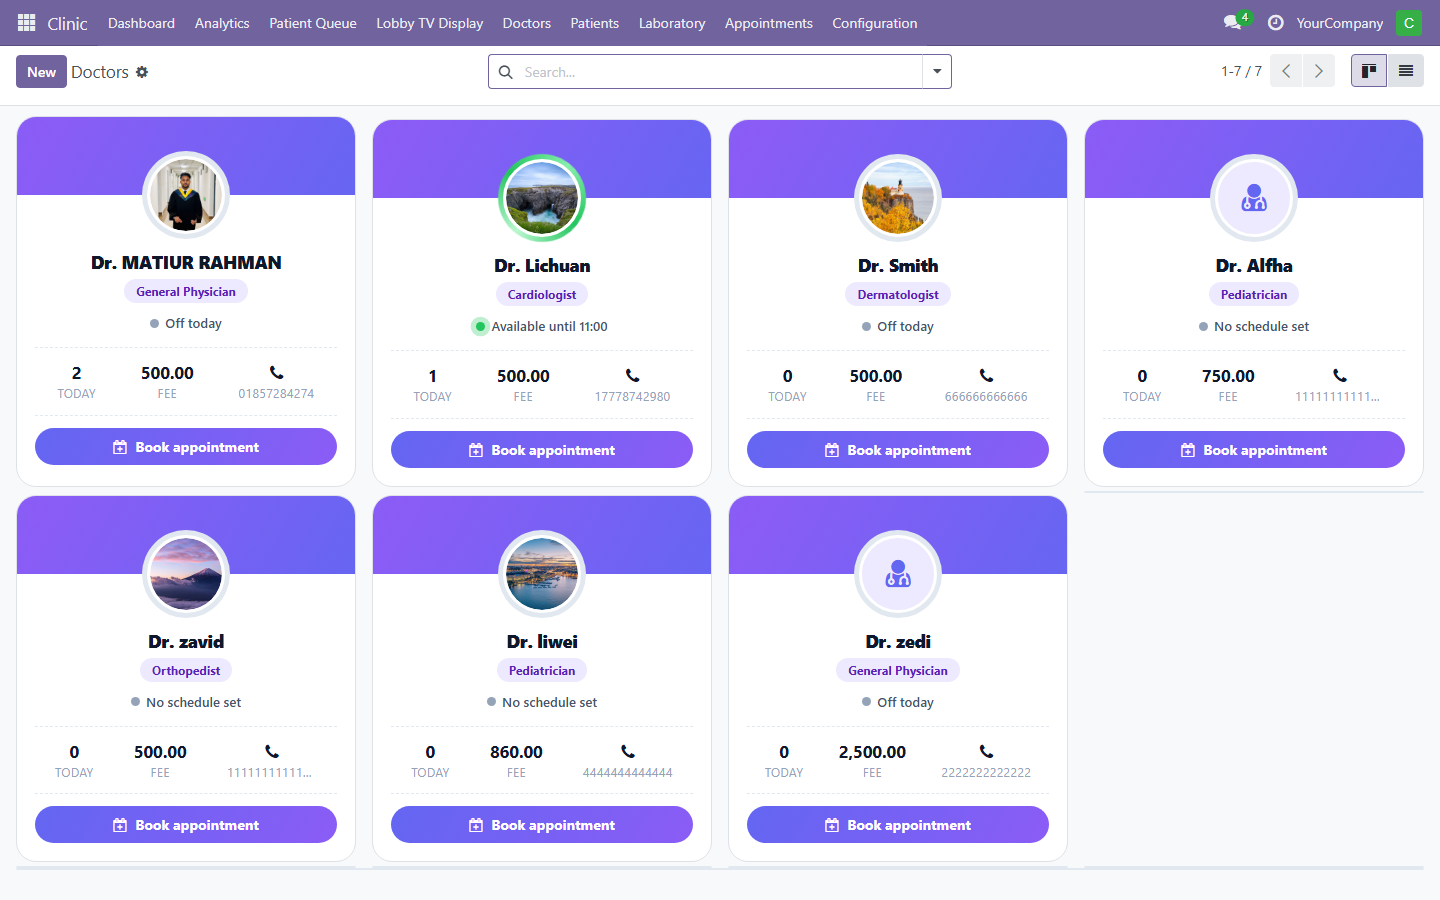 Clinic Dashboard Analytics Patient Queue Lobby TV Display Doctors Patients Laboratory Appointments Configuration 4 YourCompany C
New Doctors Search... 1-7 / 7
Dr. MATIUR RAHMAN
General Physician
Off today
2 500.00
TODAY FEE 01857284274
Book appointment
Dr. Lichuan
Cardiologist
Available until 11:00
1 500.00
TODAY FEE 17778742980
Book appointment
Dr. Smith
Dermatologist
Off today
0 500.00
TODAY FEE 666666666666
Book appointment
Dr. Alfha
Pediatrician
No schedule set
0 750.00
TODAY FEE 11111111111...
Book appointment
Dr. zavid
Orthopedist
No schedule set
0 500.00
TODAY FEE 11111111111...
Book appointment
Dr. liwei
Pediatrician
No schedule set
0 860.00
TODAY FEE 4444444444444
Book appointment
Dr. zedi
General Physician
Off today
0 2,500.00
TODAY FEE 2222222222222
Book appointment